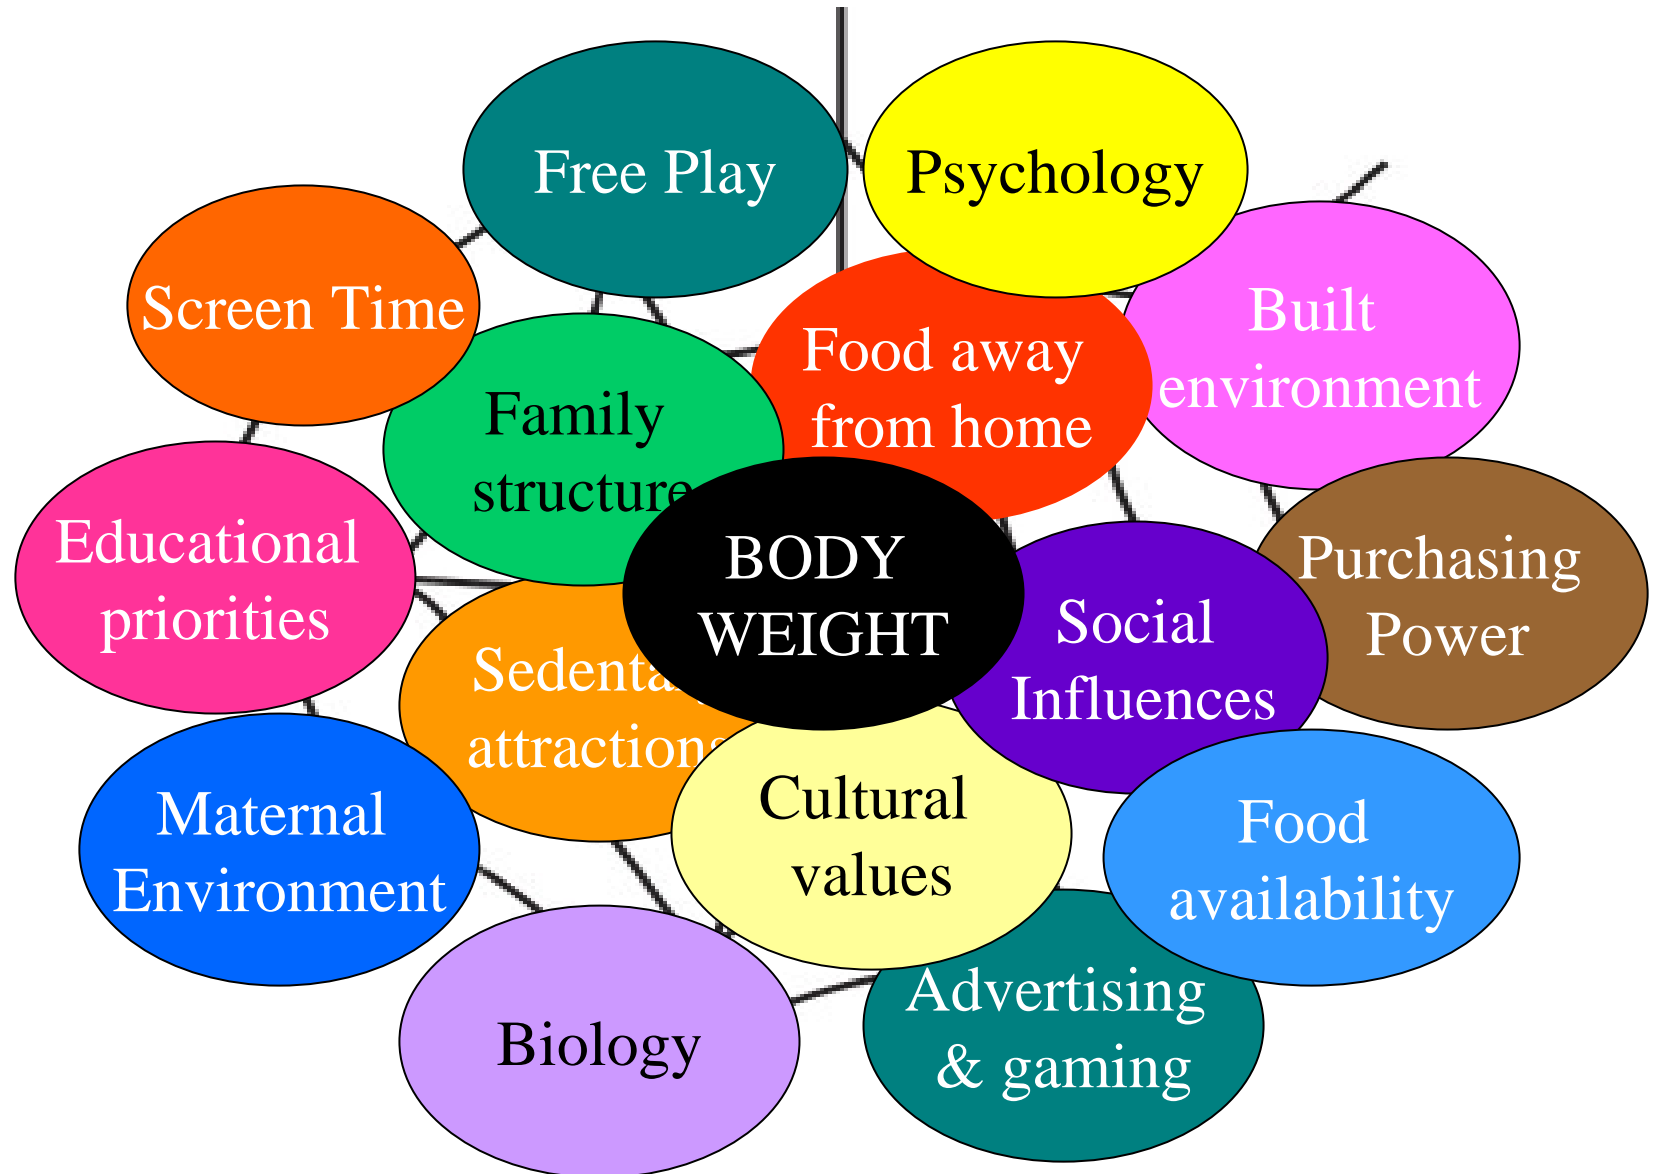 Free Play
Psychology
Screen Time
Built
environment
Food away
from home
Family
structure
Educational
priorities
BODY
WEIGHT
Purchasing
Power
Social
Influences
Sedenta
attractions
Cultural
values
Maternal
Environment
Food
availability
Advertising
& gaming
Biology